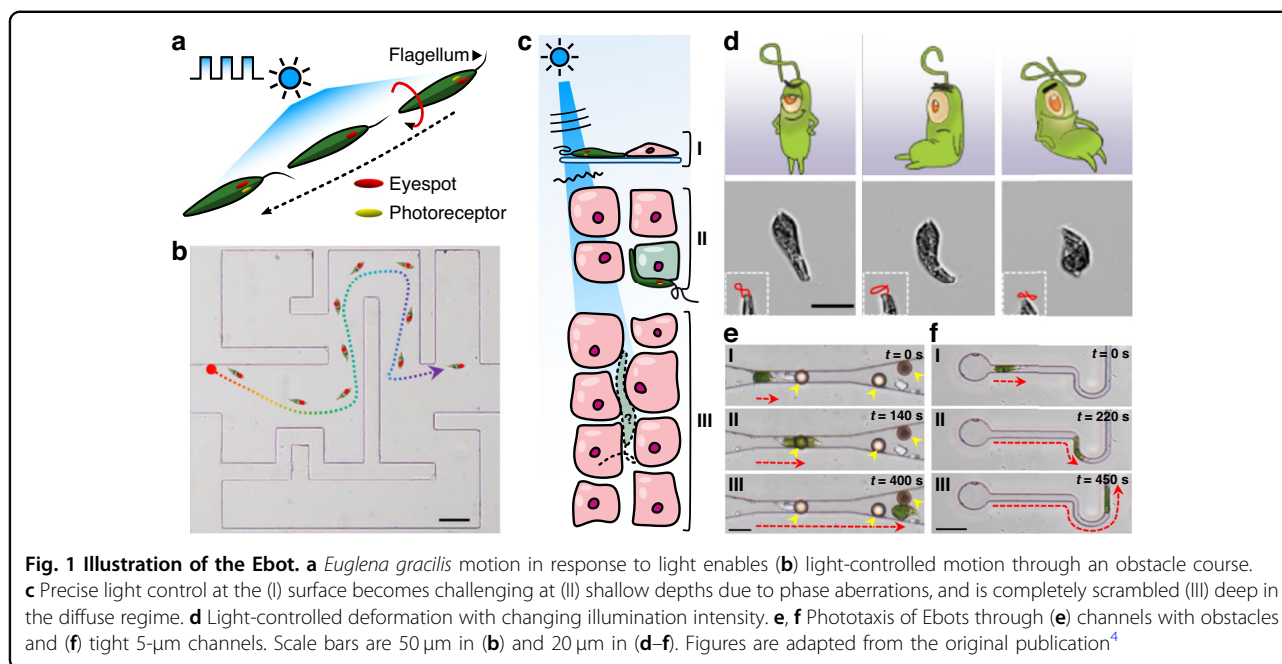 a
Flagellum
Eyespot
Photoreceptor
b
c
I
II
III
d
e
I
t = 0 s
II
t = 140 s
III
t = 400 s
f
I
t = 0 s
II
t = 220 s
III
t = 450 s
Fig. 1 Illustration of the Ebot. a Euglena gracilis motion in response to light enables (b) light-controlled motion through an obstacle course.
c Precise light control at the (I) surface becomes challenging at (II) shallow depths due to phase aberrations, and is completely scrambled (III) deep in
the diffuse regime. d Light-controlled deformation with changing illumination intensity. e, f Phototaxis of Ebots through (e) channels with obstacles
and (f) tight 5-μm channels. Scale bars are 50 μm in (b) and 20 μm in (d–f). Figures are adapted from the original publication4